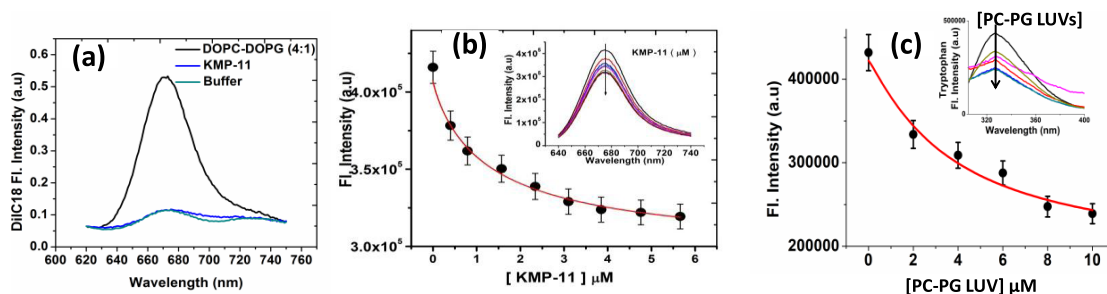 (a)
DOPC-DOPG (4:1)
KMP-11
Buffer
DiIC18 Fl. Intensity (a.u)
0.6
0.5
0.4
0.3
0.2
0.1
0.0
600 620 640 660 680 700 720 740 760
Wavelength (nm)
(b)
Fl. Intensity (a.u)
4.0x10⁵
3.5x10⁵
3.0x10⁵
0 1 2 3 4 5 6
[ KMP-11 ] μM
KMP-11 ( μM)
Fl. Intensity (a.u)
4x10⁵
3x10⁵
2x10⁵
1x10⁵
0
640 660 680 700 720 740
Wavelength (nm)
(c)
[PC-PG LUVs]
Fl. Intensity (a.u)
400000
300000
200000
0 2 4 6 8 10
[PC-PG LUV] μM
Tryptophan
Fl. Intensity (a.u)
500000
0
320 360 400
Wavelength (nm)